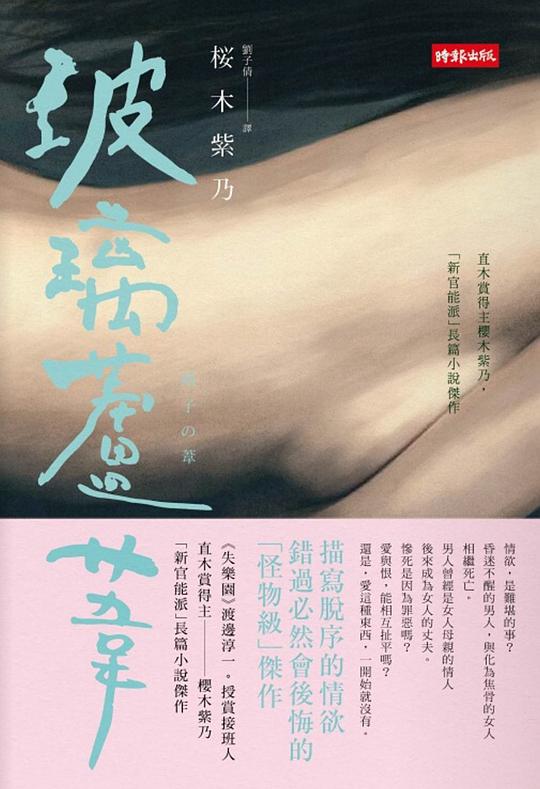 時報出版
玻璃蘆葦
桜木紫乃
劉子倩──譯
子の葦
直木賞得主櫻木紫乃，
「新官能派」長篇小說傑作
情欲，是難堪的事？
昏迷不醒的男人，與化為焦骨的女人
相繼死亡。
男人曾經是女人母親的情人
後來成為女人的丈夫。
慘死是因為罪惡嗎？
愛與恨，能相互扯平嗎？
還是，愛這種東西，一開始就沒有。
描寫脫序的情欲
錯過必然會後悔的
「怪物級」傑作
《失樂園》渡邊淳一。授賞接班人
直木賞得主──櫻木紫乃
「新官能派」長篇小說傑作